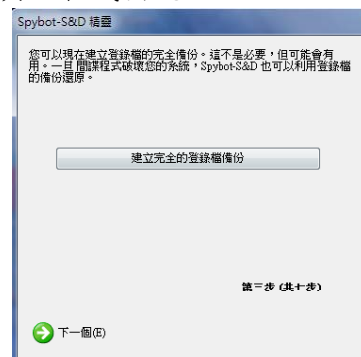 Spybot-S&D 精靈
您可以現在建立登錄檔的完全備份。這不是必要，但可能會有
用。一旦 間諜程式破壞您的系統，Spybot-S&D 也可以利用登錄檔
的備份還原。
建立完全的登錄檔備份
第三步 (共七步)
下一個(E)